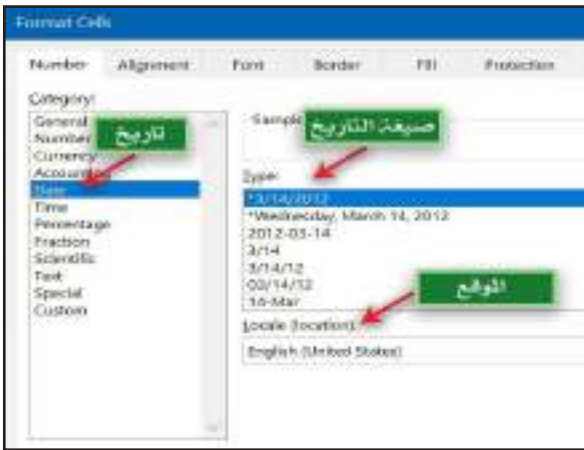 Format Cells
Number Alignment Font Border Fill Protection
Category:
General
Number
Currency
Accounting
Date
Time
Percentage
Fraction
Scientific
Text
Special
Custom
تاريخ
Sample
صيغة التاريخ
Type:
*3/14/2012
*Wednesday, March 14, 2012
2012-03-14
3/14
3/14/12
03/14/12
14-Mar
الموقع
Locale (location):
English (United States)